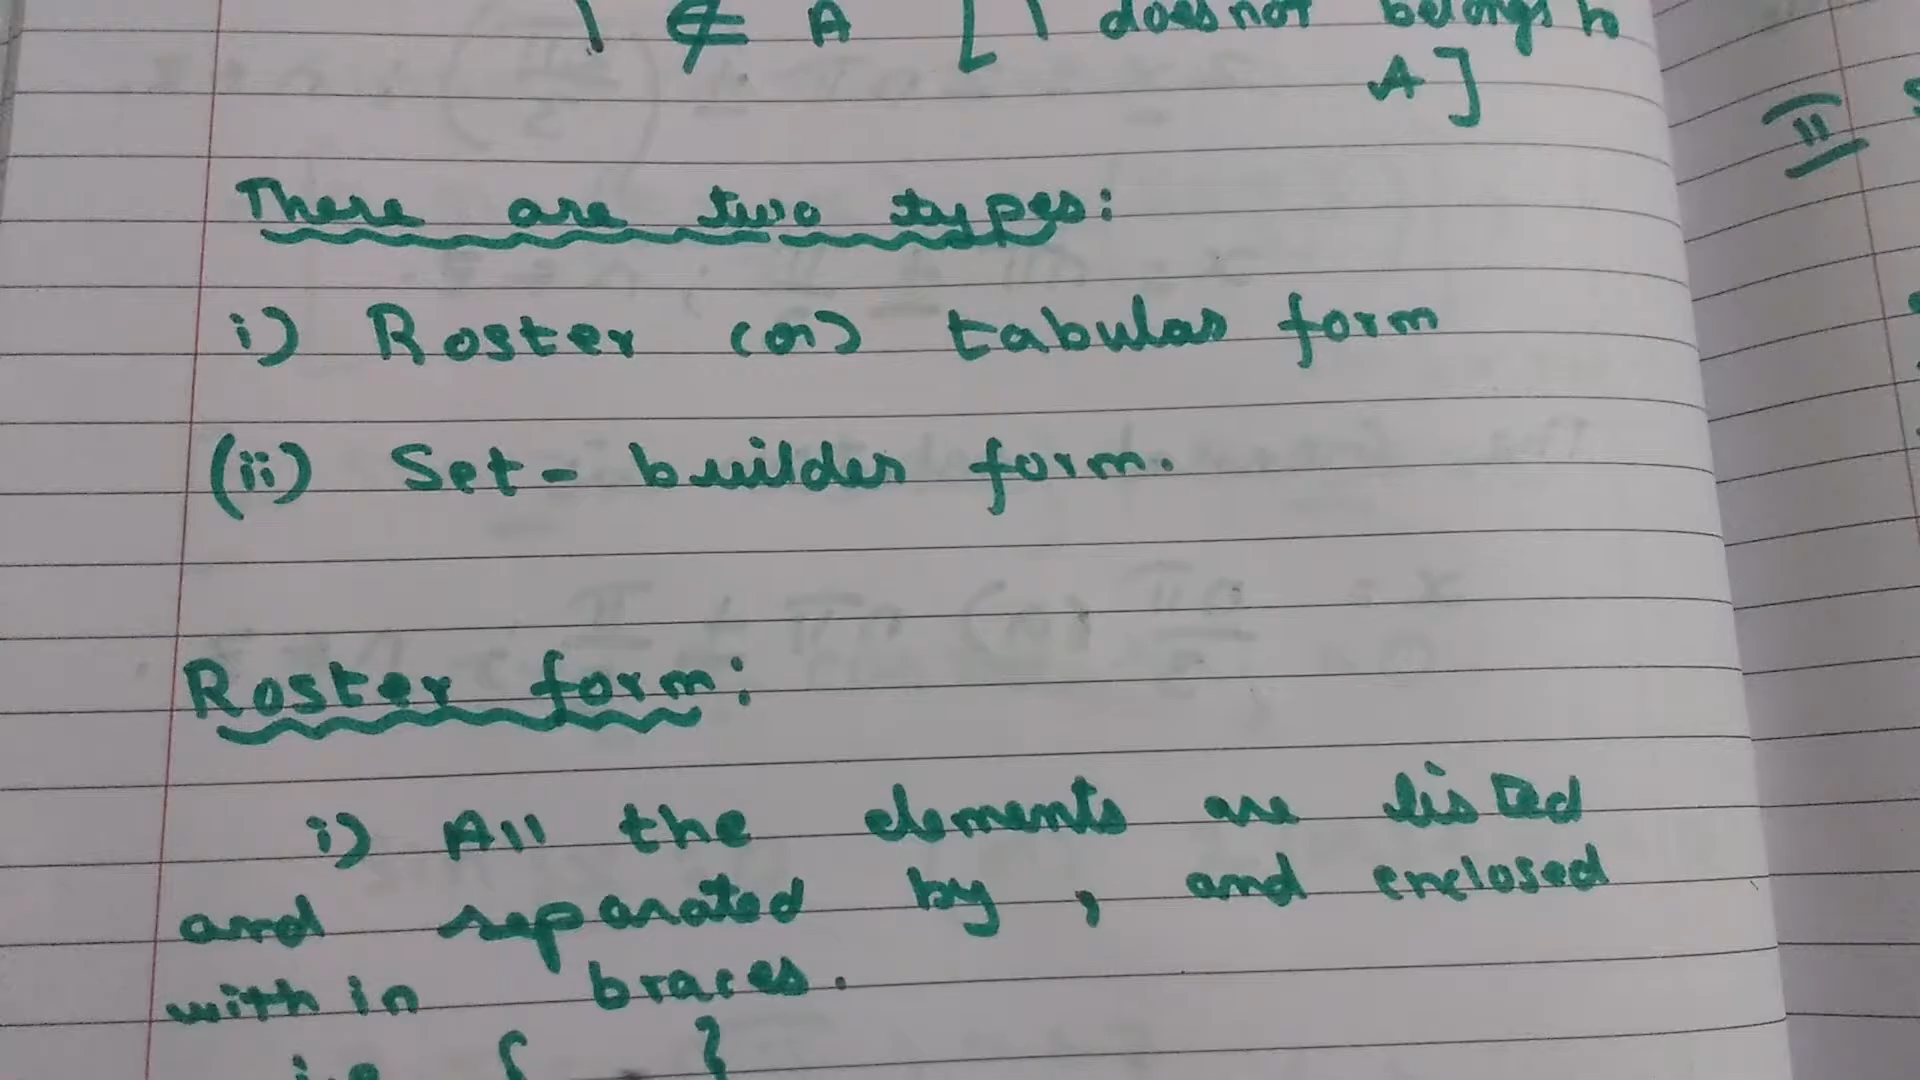 1 ∉ A [1 does not belongs to
A]
There are two types:
i) Roster (or) tabular form
(ii) Set - builder form.
Roster form:
i) All the elements are listed
and separated by , and enclosed
with in braces.
i.e { }
II